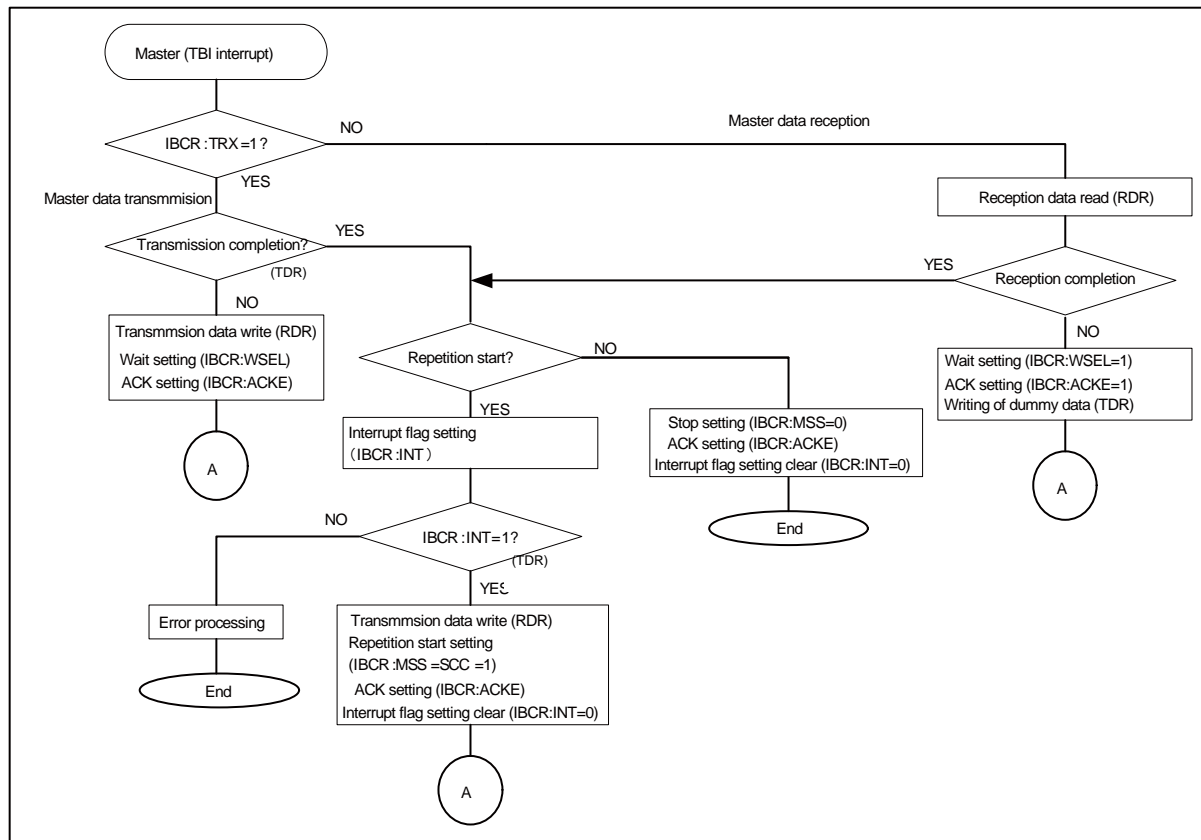 Master (TBI interrupt)
IBCR :TRX =1 ?
NO
Master data reception
YES
Master data transmmision
Reception data read (RDR)
Transmission completion?
(TDR)
YES
YES
Reception completion
NO
NO
Transmmsion data write (RDR)
Wait setting (IBCR:WSEL)
ACK setting (IBCR:ACKE)
A
Repetition start?
NO
YES
Wait setting (IBCR:WSEL=1)
ACK setting (IBCR:ACKE=1)
Writing of dummy data (TDR)
A
Interrupt flag setting
(IBCR :INT )
Stop setting (IBCR:MSS=0)
ACK setting (IBCR:ACKE)
Interrupt flag setting clear (IBCR:INT=0)
End
NO
IBCR :INT=1?
(TDR)
YES
Error processing
End
Transmmsion data write (RDR)
Repetition start setting
(IBCR :MSS =SCC =1)
ACK setting (IBCR:ACKE)
Interrupt flag setting clear (IBCR:INT=0)
A